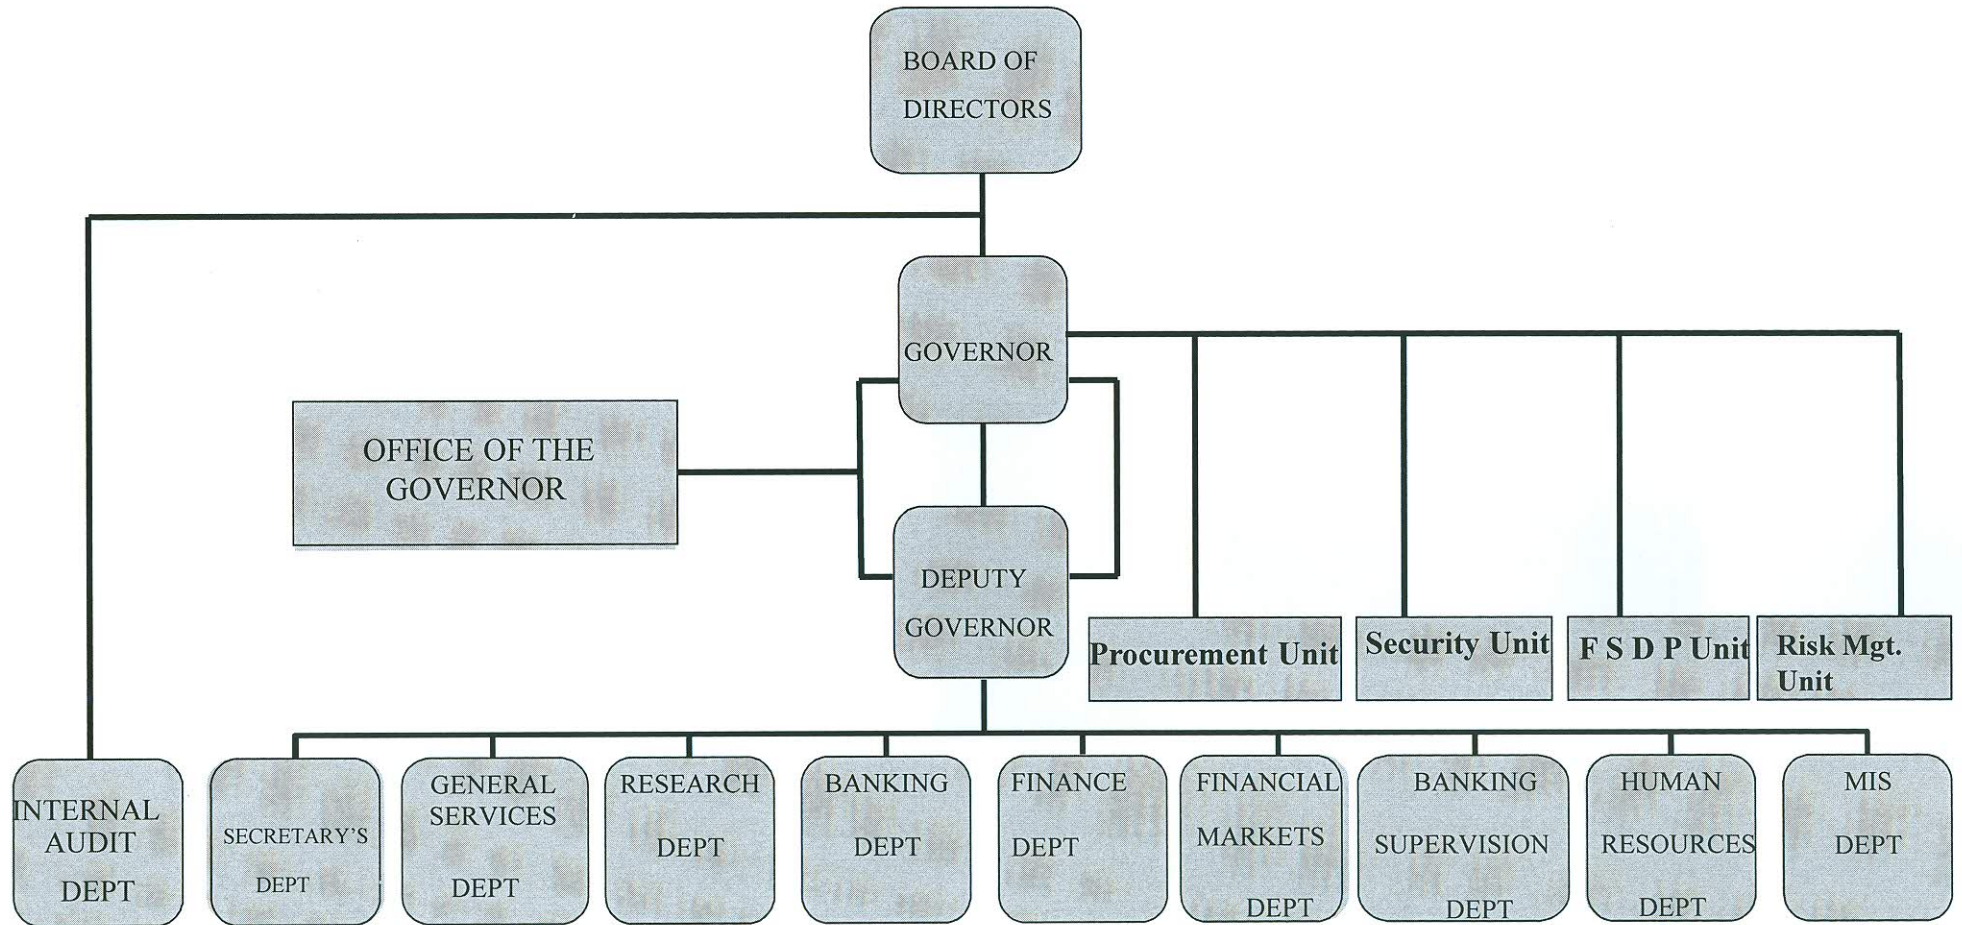 BOARD OF
DIRECTORS
GOVERNOR
OFFICE OF THE
GOVERNOR
DEPUTY
GOVERNOR
Procurement Unit
Security Unit
F S D P Unit
Risk Mgt.
Unit
INTERNAL
AUDIT
DEPT
SECRETARY'S
DEPT
GENERAL
SERVICES
DEPT
RESEARCH
DEPT
BANKING
DEPT
FINANCE
DEPT
FINANCIAL
MARKETS
DEPT
BANKING
SUPERVISION
DEPT
HUMAN
RESOURCES
DEPT
MIS
DEPT